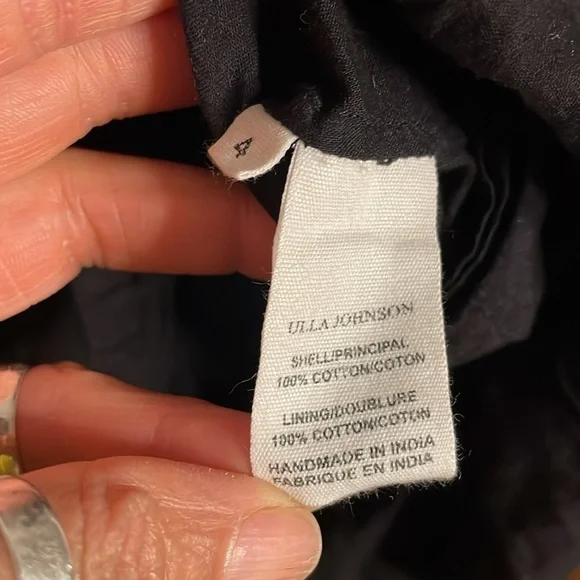 4
ULLA JOHNSON
SHELL/PRINCIPAL
100% COTTON/COTON
LINING/DOUBLURE
100% COTTON/COTON
HANDMADE IN INDIA
FABRIQUE EN INDIA